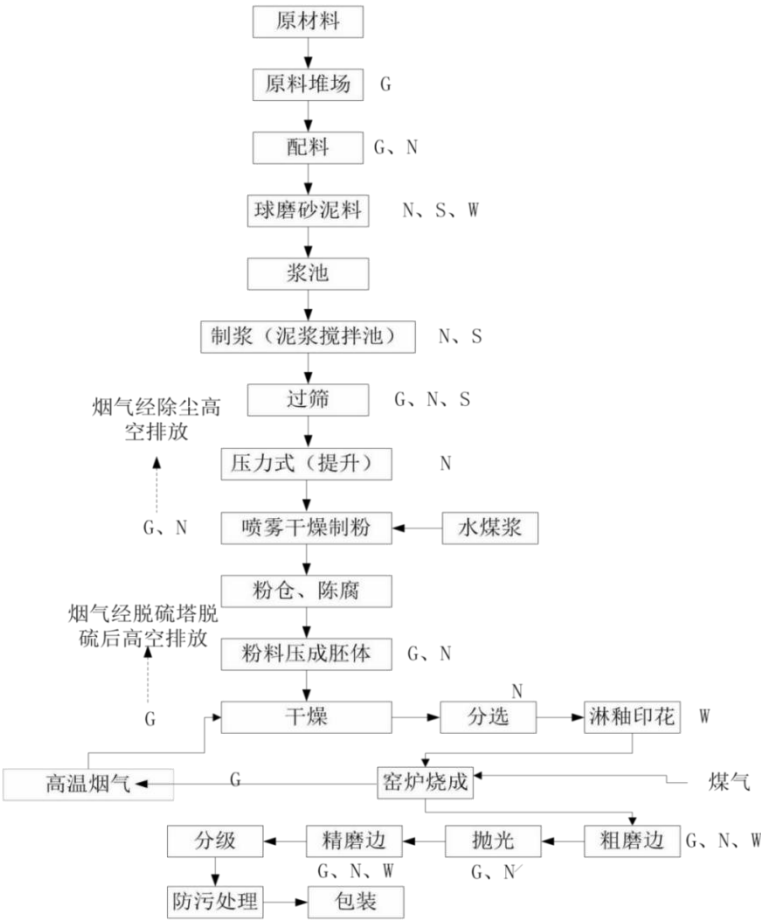 原材料
原料堆场 G
配料 G、N
球磨砂泥料 N、S、W
浆池
制浆（泥浆搅拌池） N、S
过筛 G、N、S
烟气经除尘高
空排放
压力式（提升） N
G、N 喷雾干燥制粉 水煤浆
粉仓、陈腐
烟气经脱硫塔脱
硫后高空排放
粉料压成胚体 G、N
N
G 干燥 分选 淋釉印花 W
高温烟气 G 窑炉烧成 煤气
分级 精磨边 抛光 粗磨边 G、N、W
G、N、W G、N
防污处理 包装